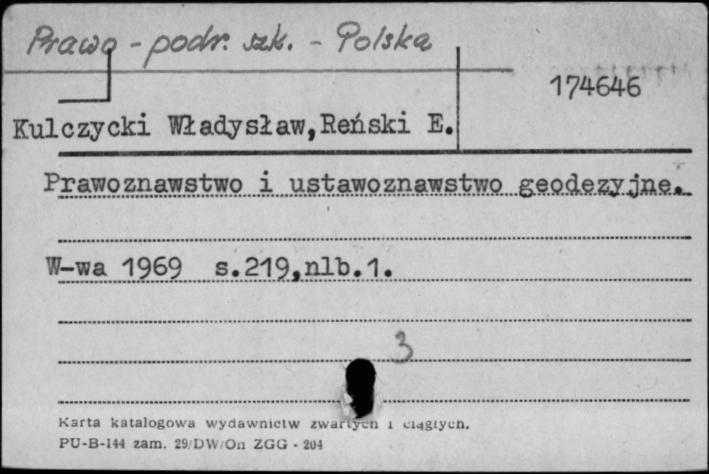 Prawo - podr. szk. - Polska
174646
Kulczycki Władysław,Reński E.
Prawoznawstwo i ustawoznawstwo geodezyjne.
W-wa 1969 s.219,nlb.1.
3
Karta katalogowa wydawnictw zwartych i ciągłych.
PU-B-144 zam. 29/DW/On ZGG - 204